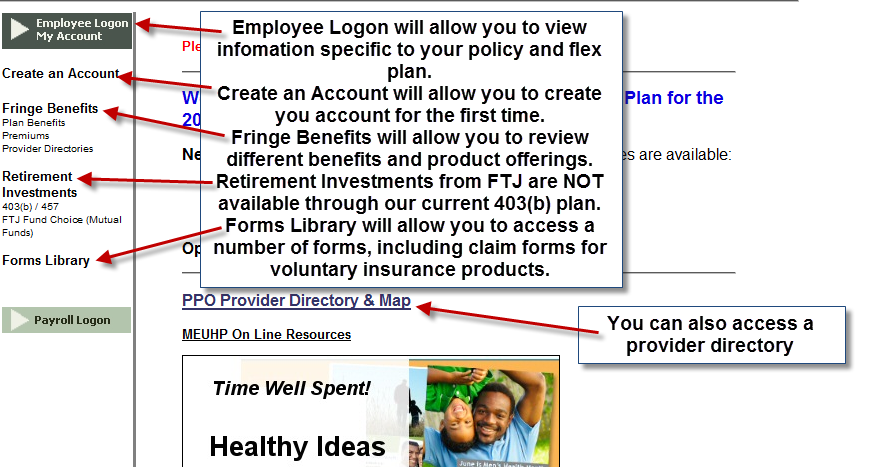 Employee Logon
My Account
Create an Account
Fringe Benefits
Plan Benefits
Premiums
Provider Directories
Retirement
Investments
403(b) / 457
FTJ Fund Choice (Mutual
Funds)
Forms Library
Payroll Logon
Employee Logon will allow you to view
infomation specific to your policy and flex
plan.
Create an Account will allow you to create
you account for the first time.
Fringe Benefits will allow you to review
different benefits and product offerings.
Retirement Investments from FTJ are NOT
available through our current 403(b) plan.
Forms Library will allow you to access a
number of forms, including claim forms for
voluntary insurance products.
Plan for the
20
are available:
PPO Provider Directory & Map
You can also access a
provider directory
MEUHP On Line Resources
Time Well Spent!
Healthy Ideas
June is Men's Health